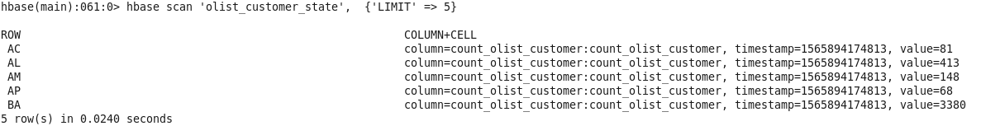 hbase(main):061:0> hbase scan 'olist_customer_state',  {'LIMIT' => 5}
ROW                                                          COLUMN+CELL
 AC                                                          column=count_olist_customer:count_olist_customer, timestamp=1565894174813, value=81
 AL                                                          column=count_olist_customer:count_olist_customer, timestamp=1565894174813, value=413
 AM                                                          column=count_olist_customer:count_olist_customer, timestamp=1565894174813, value=148
 AP                                                          column=count_olist_customer:count_olist_customer, timestamp=1565894174813, value=68
 BA                                                          column=count_olist_customer:count_olist_customer, timestamp=1565894174813, value=3380
5 row(s) in 0.0240 seconds